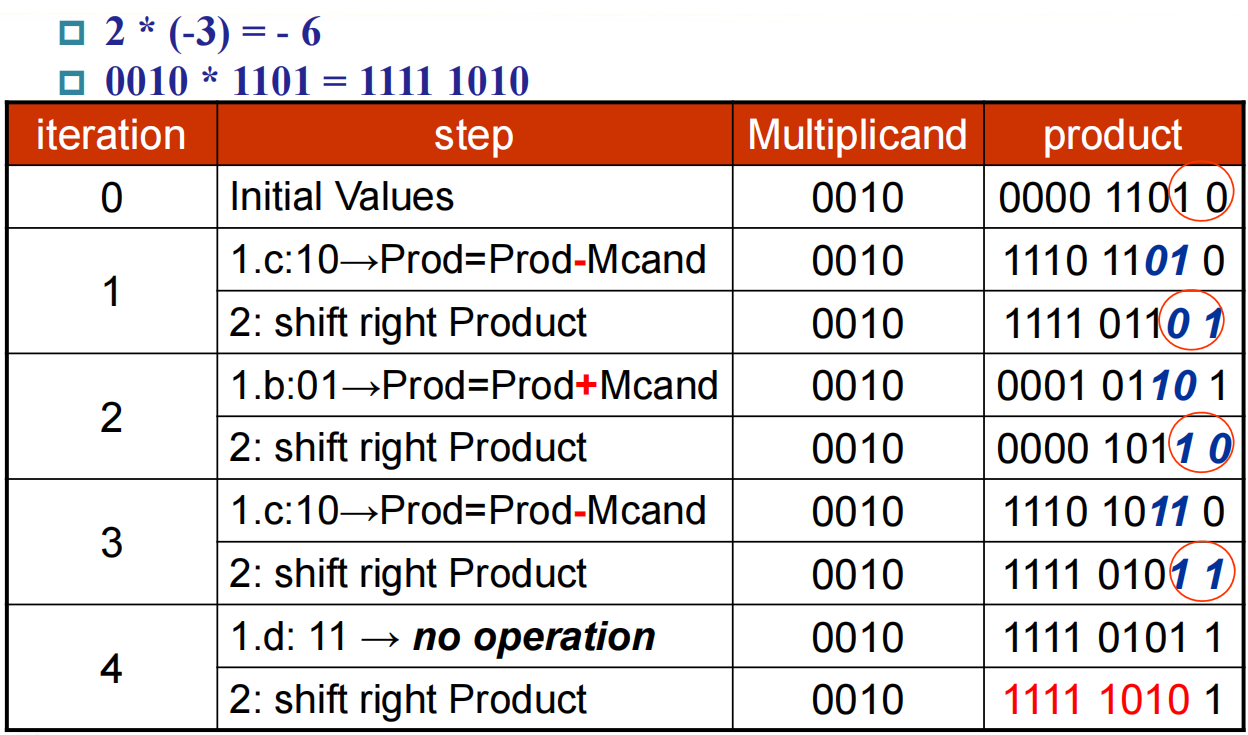 2 * (-3) = - 6
0010 * 1101 = 1111 1010
iteration step Multiplicand product
0 Initial Values 0010 0000 1101 0
1 1.c:10→Prod=Prod-Mcand 0010 1110 1101 0
2: shift right Product 0010 1111 0110 1
2 1.b:01→Prod=Prod+Mcand 0010 0001 0110 1
2: shift right Product 0010 0000 1011 0
3 1.c:10→Prod=Prod-Mcand 0010 1110 1011 0
2: shift right Product 0010 1111 0101 1
4 1.d: 11 → no operation 0010 1111 0101 1
2: shift right Product 0010 1111 1010 1